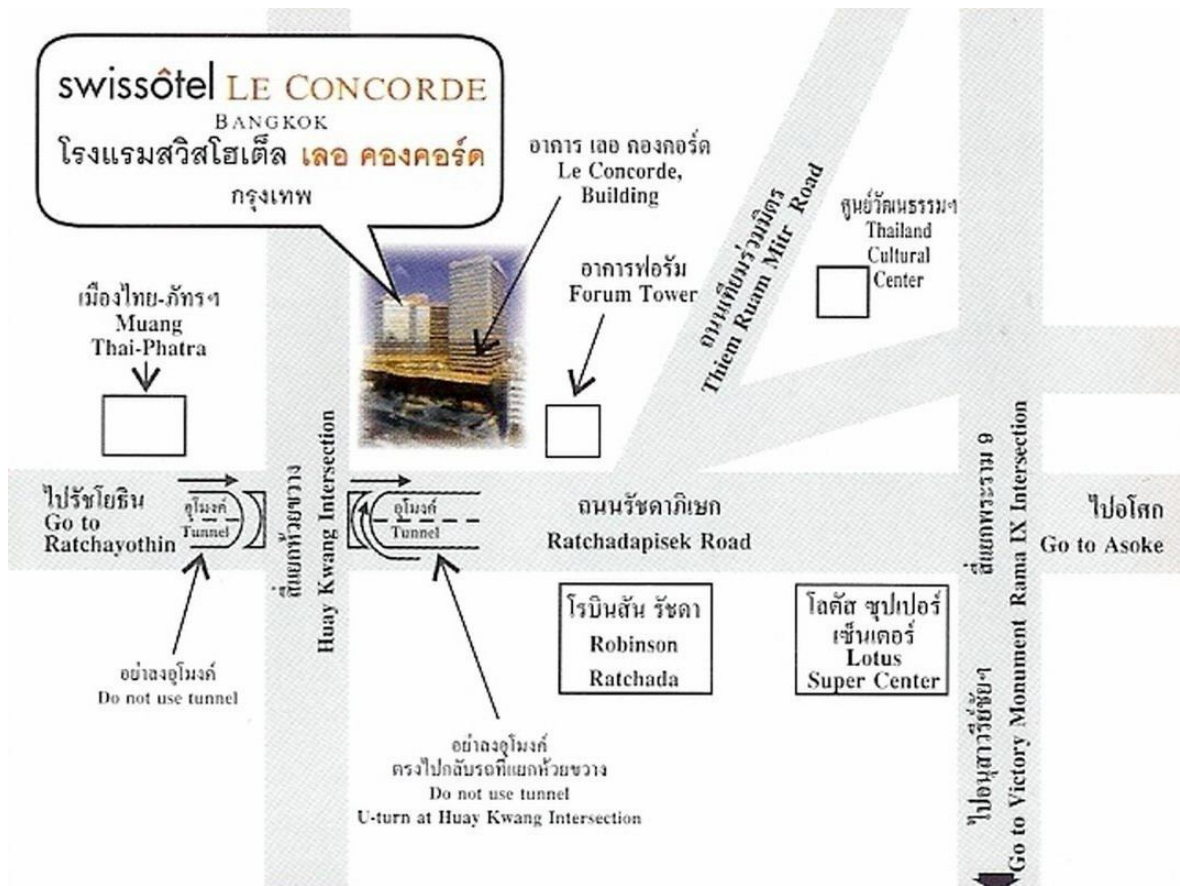 swissôtel LE CONCORDE
BANGKOK
โรงแรมสวิสโฮเต็ล เลอ คองคอร์ด
กรุงเทพ
อาคาร เลอ คองคอร์ด
Le Concorde,
Building
อาคารฟอรัม
Forum Tower
ถนนเทียมร่วมมิตร
Thiem Ruam Mitr Road
ศูนย์วัฒนธรรมฯ
Thailand
Cultural
Center
เมืองไทย-ภัทรฯ
Muang
Thai-Phatra
ไปรัชโยธิน
Go to
Ratchayothin
อุโมงค์
Tunnel
สี่แยกห้วยขวาง
Huay Kwang Intersection
อุโมงค์
Tunnel
ถนนรัชดาภิเษก
Ratchadapisek Road
สี่แยกพระราม 9
Rama IX Intersection
ไปอโศก
Go to Asoke
โรบินสัน รัชดา
Robinson
Ratchada
โลตัส ซุปเปอร์
เซ็นเตอร์
Lotus
Super Center
ไปอนุสาวรีย์ชัยฯ
Go to Victory Monument
อย่าลงอุโมงค์
Do not use tunnel
อย่าลงอุโมงค์
ตรงไปกลับรถที่แยกห้วยขวาง
Do not use tunnel
U-turn at Huay Kwang Intersection